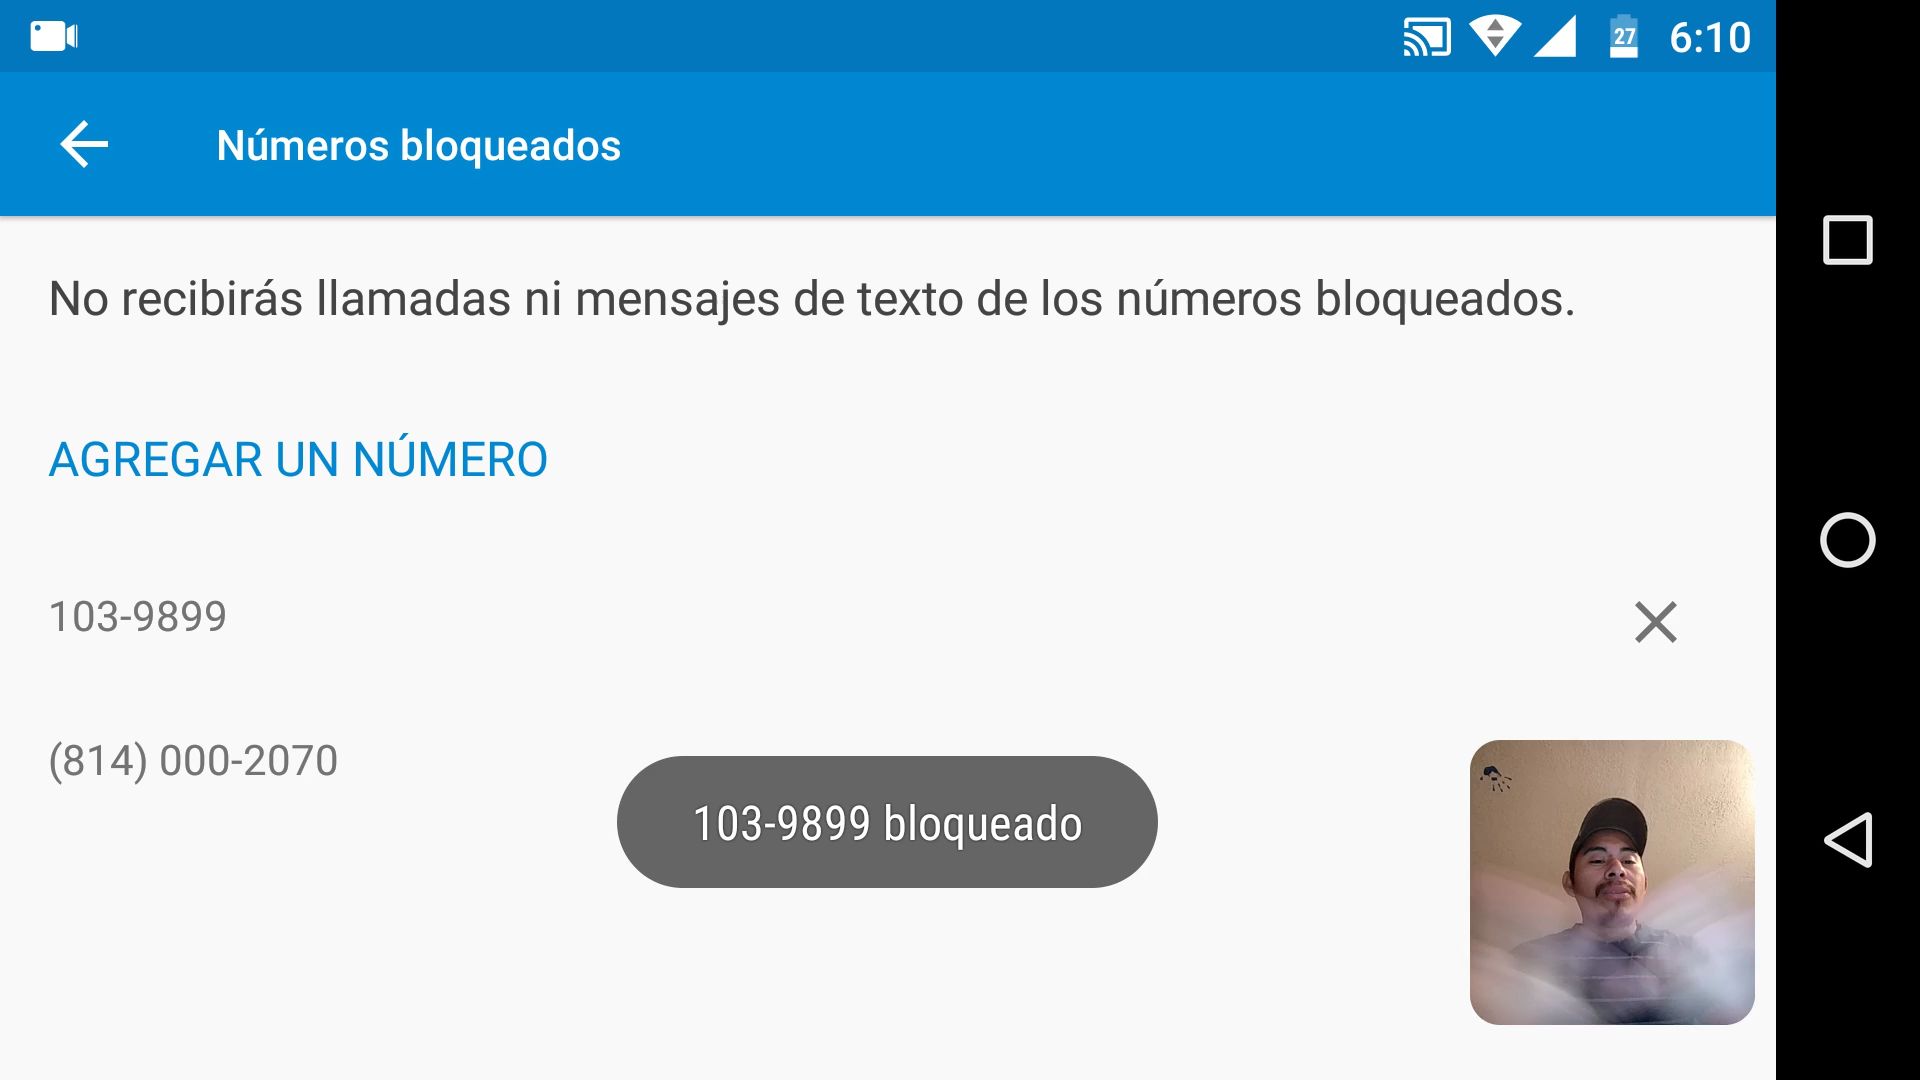 27 6:10
Números bloqueados
No recibirás llamadas ni mensajes de texto de los números bloqueados.
AGREGAR UN NÚMERO
103-9899
(814) 000-2070
103-9899 bloqueado